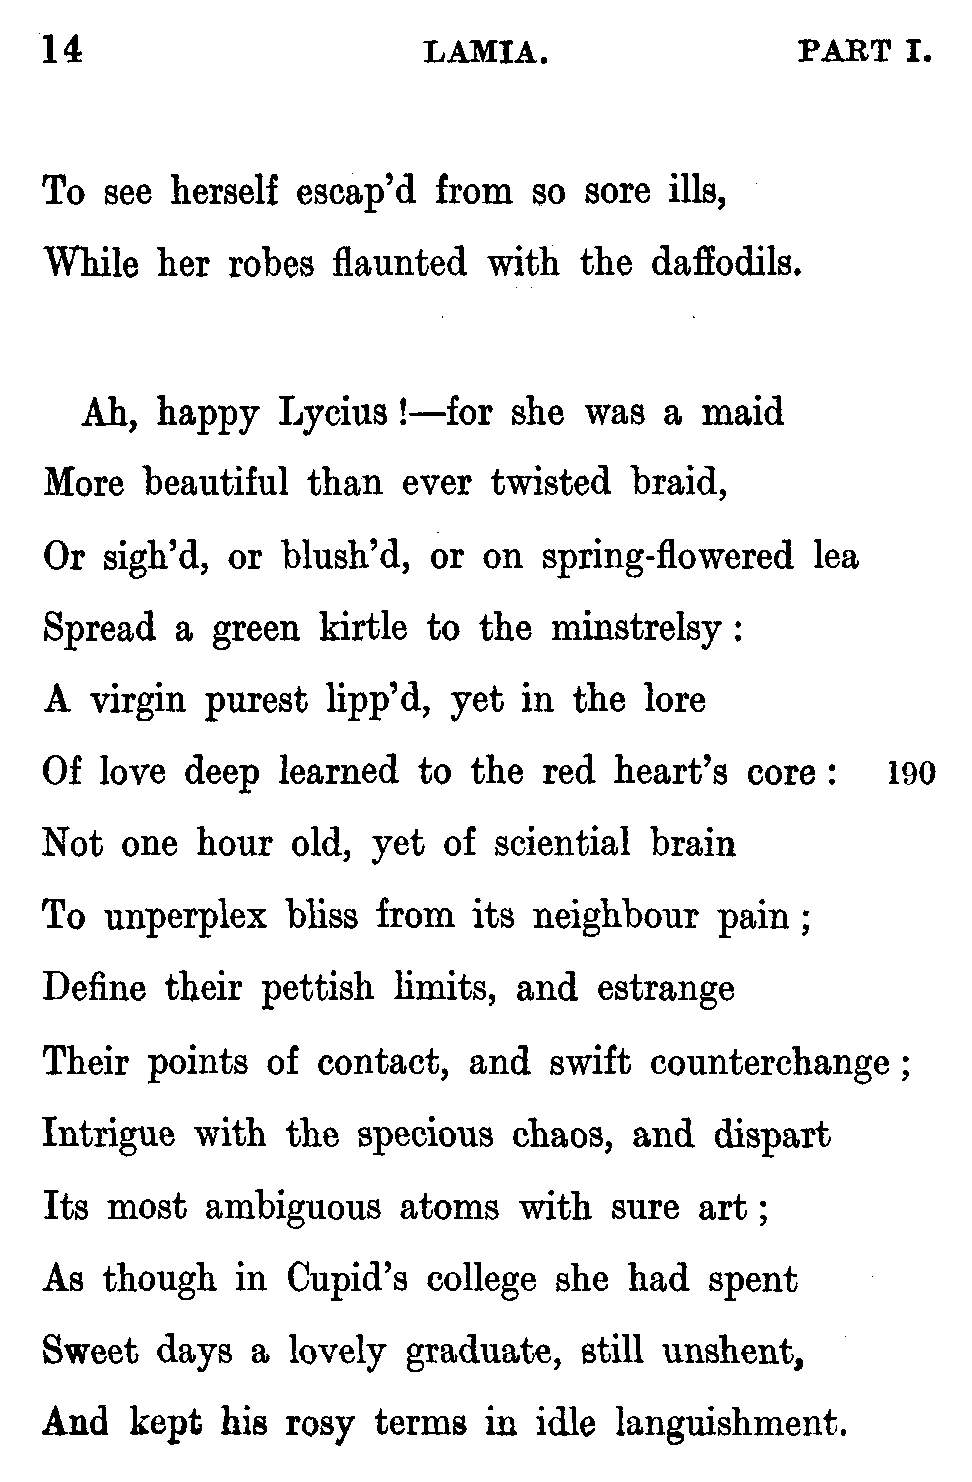 14 LAMIA. PART I.
To see herself escap'd from so sore ills,
While her robes flaunted with the daffodils.
Ah, happy Lycius!—for she was a maid
More beautiful than ever twisted braid,
Or sigh'd, or blush'd, or on spring-flowered lea
Spread a green kirtle to the minstrelsy:
A virgin purest lipp'd, yet in the lore
Of love deep learned to the red heart's core: 190
Not one hour old, yet of sciential brain
To unperplex bliss from its neighbour pain;
Define their pettish limits, and estrange
Their points of contact, and swift counterchange;
Intrigue with the specious chaos, and dispart
Its most ambiguous atoms with sure art;
As though in Cupid's college she had spent
Sweet days a lovely graduate, still unshent,
And kept his rosy terms in idle languishment.